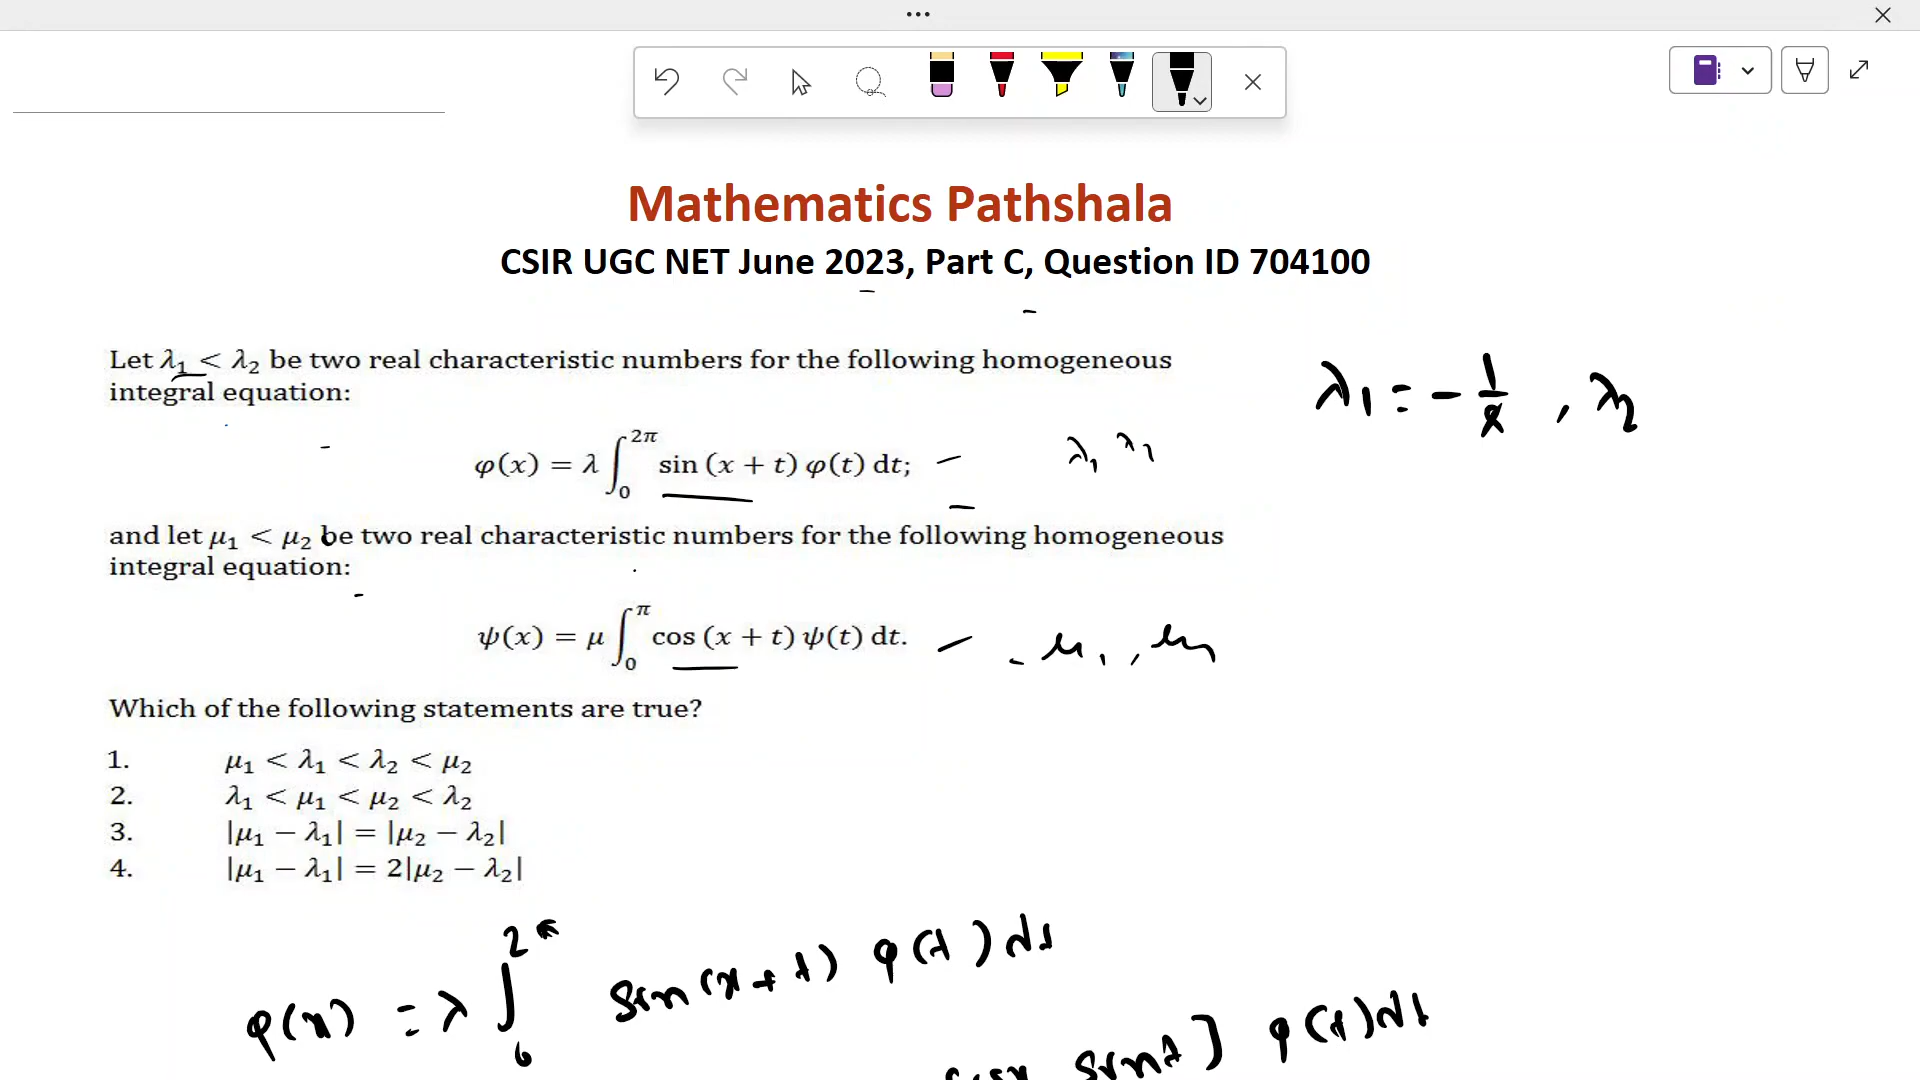 Mathematics Pathshala
CSIR UGC NET June 2023, Part C, Question ID 704100
Let λ₁ < λ₂ be two real characteristic numbers for the following homogeneous
integral equation:
λ₁ = - 1/π , λ₂
φ(x) = λ ∫₀^{2π} sin (x + t) φ(t) dt;
and let μ₁ < μ₂ be two real characteristic numbers for the following homogeneous
integral equation:
ψ(x) = μ ∫₀^{π} cos (x + t) ψ(t) dt.
Which of the following statements are true?
1. μ₁ < λ₁ < λ₂ < μ₂
2. λ₁ < μ₁ < μ₂ < λ₂
3. |μ₁ − λ₁| = |μ₂ − λ₂|
4. |μ₁ − λ₁| = 2|μ₂ − λ₂|
φ(x) = λ ∫₀^{2π} sin(x+t) φ(t) dt
sint] φ(t)dt